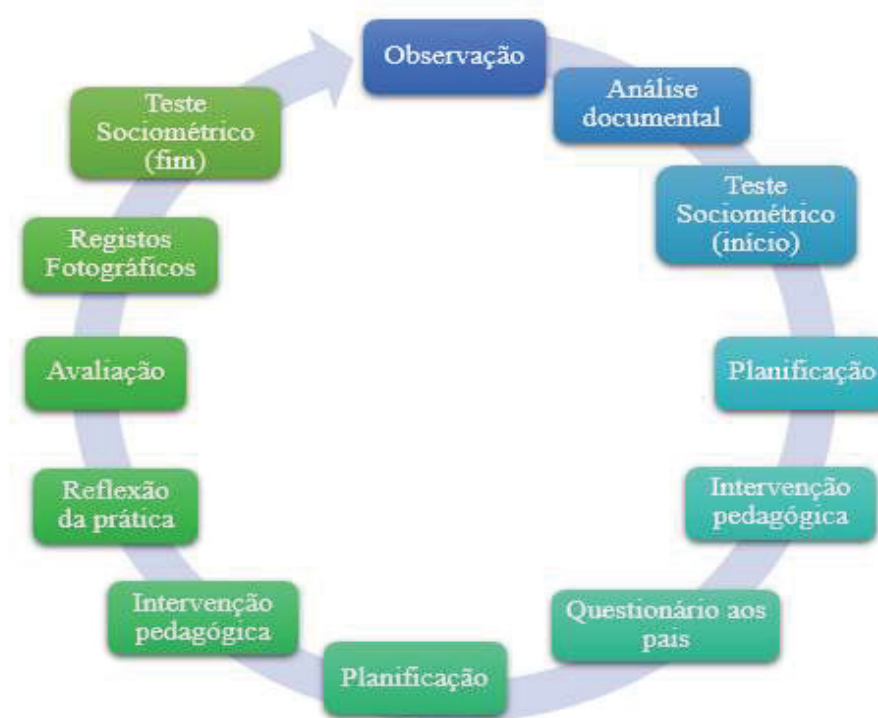 Observação
Análise
documental
Teste
Sociométrico
(início)
Planificação
Intervenção
pedagógica
Questionário aos
pais
Planificação
Intervenção
pedagógica
Reflexão
da prática
Avaliação
Registos
Fotográficos
Teste
Sociométrico
(fim)